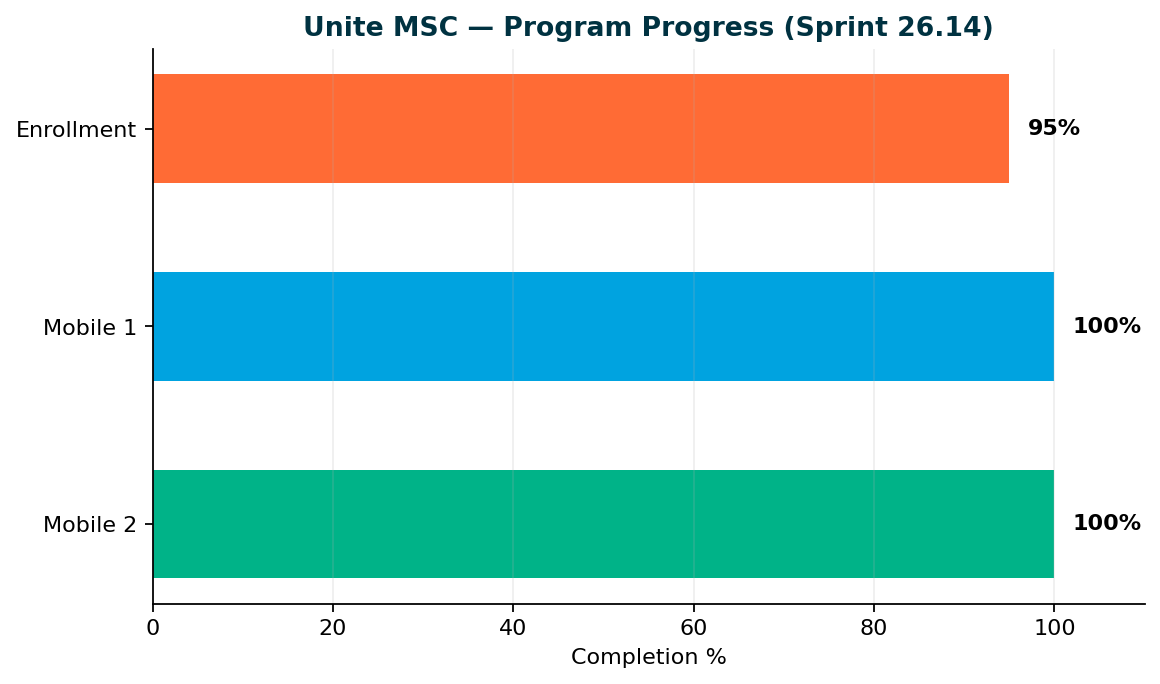 Unite MSC — Program Progress (Sprint 26.14)
Enrollment
95%
Mobile 1
100%
Mobile 2
100%
0 20 40 60 80 100
Completion %